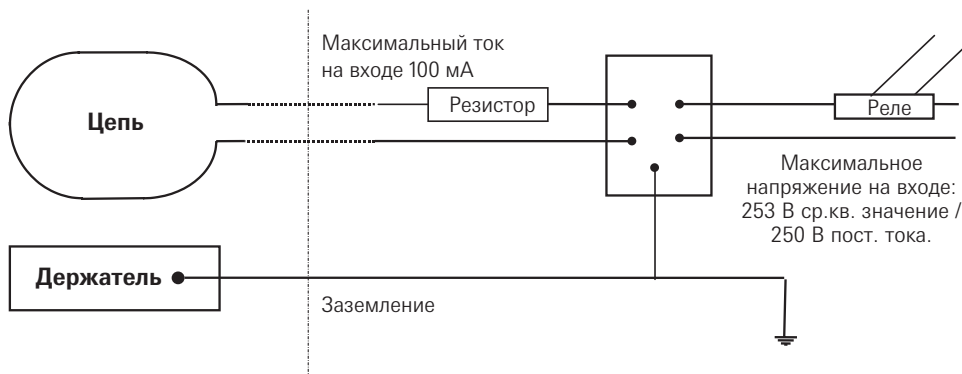 Максимальный ток
на входе 100 мА
Резистор
Реле
Цепь
Максимальное
напряжение на входе:
253 В ср.кв. значение /
250 В пост. тока.
Держатель
Заземление